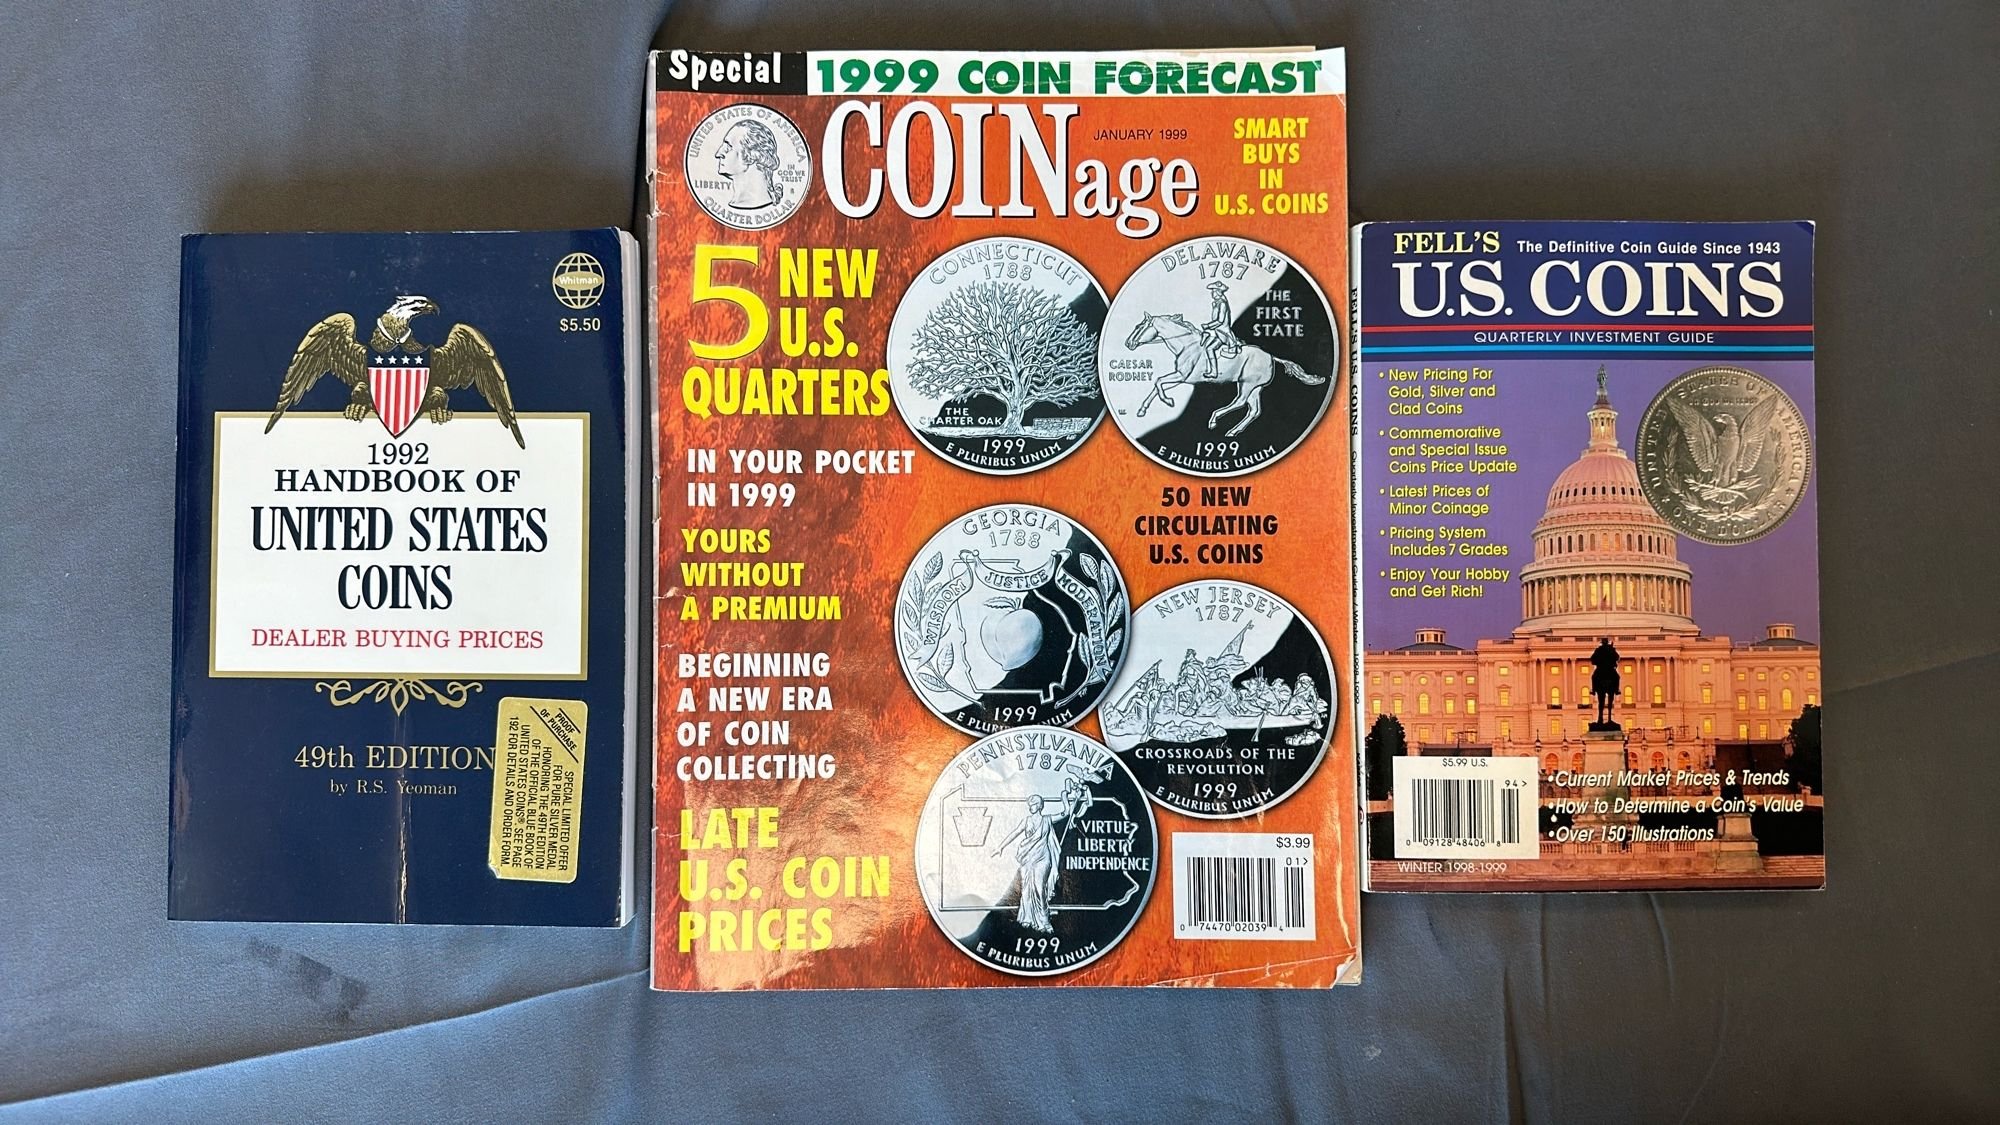 Whitman
$5.50
1992
HANDBOOK OF
UNITED STATES
COINS
DEALER BUYING PRICES
49th EDITION
by R.S. Yeoman
PROOF
OF PURCHASE
SPECIAL LIMITED OFFER
FOR PURE SILVER MEDAL
HONORING THE 49TH EDITION
OF THE OFFICIAL BLUE BOOK OF
UNITED STATES COINS®. SEE PAGE
192 FOR DETAILS AND ORDER FORM.
Special 1999 COIN FORECAST
COINage
JANUARY 1999
SMART
BUYS
IN
U.S. COINS
UNITED STATES OF AMERICA
LIBERTY
IN
GOD WE
TRUST
S
QUARTER DOLLAR
5 NEW
U.S.
QUARTERS
IN YOUR POCKET
IN 1999
YOURS
WITHOUT
A PREMIUM
BEGINNING
A NEW ERA
OF COIN
COLLECTING
LATE
U.S. COIN
PRICES
CONNECTICUT
1788
THE
CHARTER OAK
1999
E PLURIBUS UNUM
DELAWARE
1787
THE
FIRST
STATE
CAESAR
RODNEY
1999
E PLURIBUS UNUM
50 NEW
CIRCULATING
U.S. COINS
GEORGIA
1788
WISDOM
JUSTICE
MODERATION
1999
E PLURIBUS UNUM
NEW JERSEY
1787
CROSSROADS OF THE
REVOLUTION
1999
E PLURIBUS UNUM
PENNSYLVANIA
1787
VIRTUE
LIBERTY
INDEPENDENCE
1999
E PLURIBUS UNUM
$3.99
01>
0 74470 02039 4
FELL'S The Definitive Coin Guide Since 1943
U.S. COINS
QUARTERLY INVESTMENT GUIDE
• New Pricing For
Gold, Silver and
Clad Coins
• Commemorative
and Special Issue
Coins Price Update
• Latest Prices of
Minor Coinage
• Pricing System
Includes 7 Grades
• Enjoy Your Hobby
and Get Rich!
UNITED STATES OF AMERICA
ONE DOLLAR
$5.99 U.S.
94>
0 09128 48406 8
•Current Market Prices & Trends
•How to Determine a Coin's Value
•Over 150 Illustrations
WINTER 1998-1999